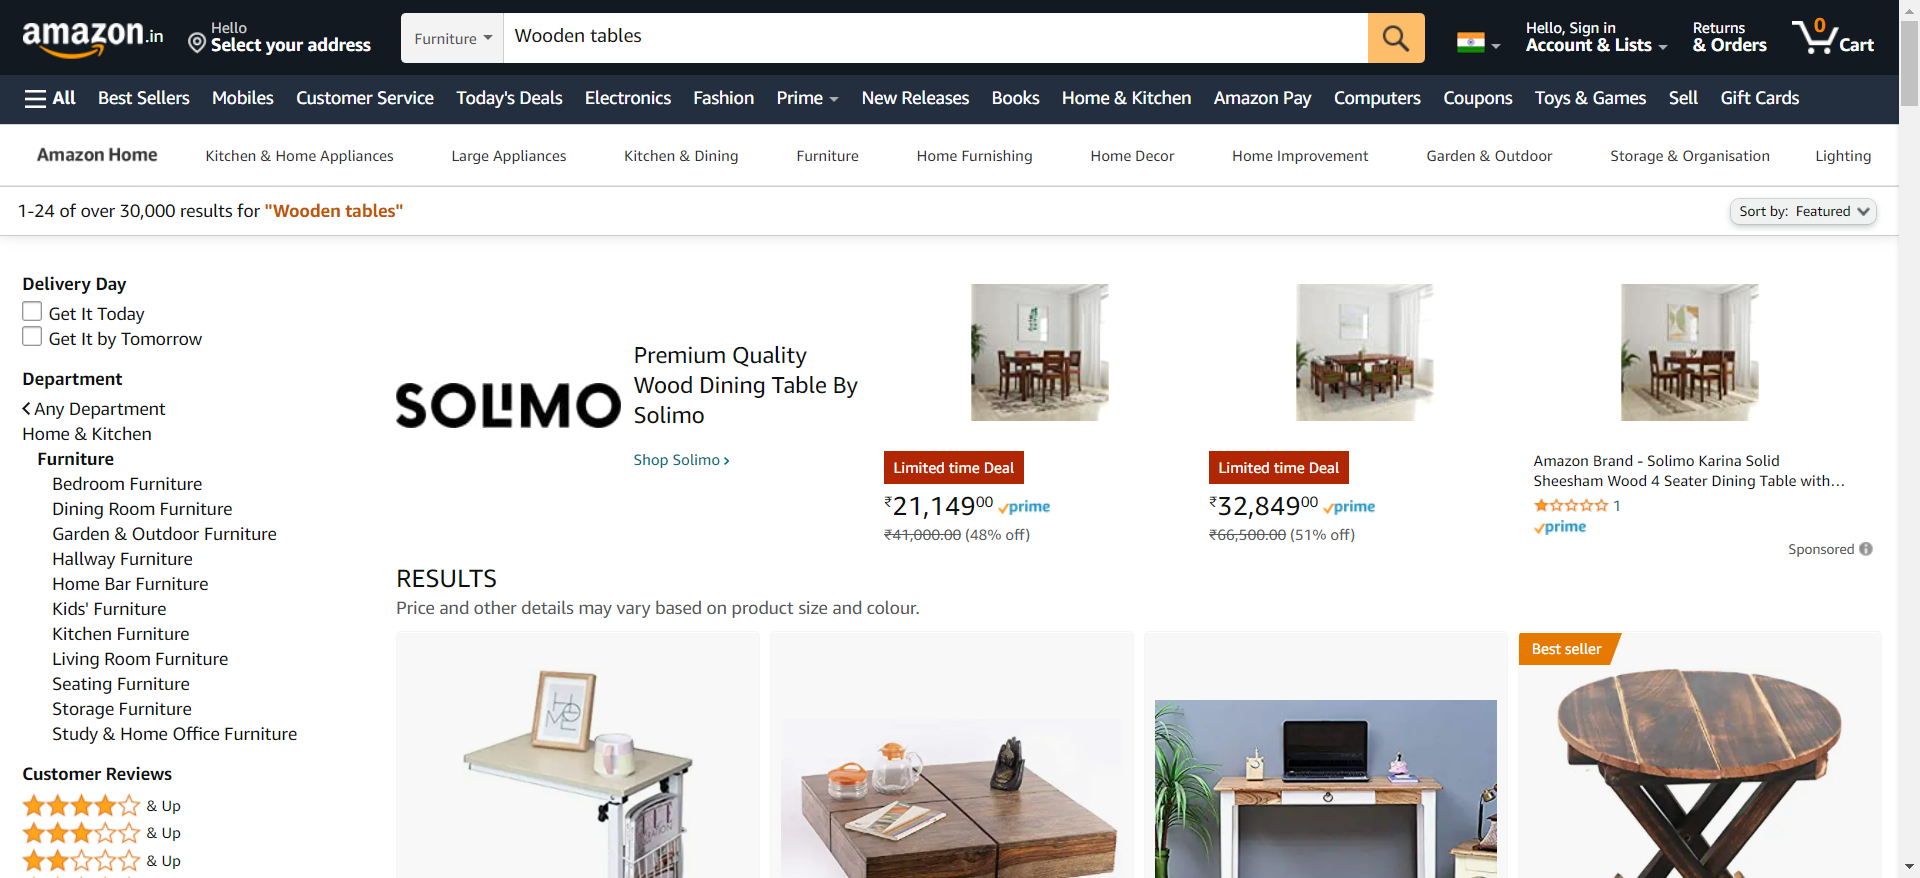 amazon.in
Hello
Select your address
Furniture
Wooden tables
Hello, Sign in
Account & Lists
Returns
& Orders
0
Cart
All
Best Sellers
Mobiles
Customer Service
Today's Deals
Electronics
Fashion
Prime
New Releases
Books
Home & Kitchen
Amazon Pay
Computers
Coupons
Toys & Games
Sell
Gift Cards
Amazon Home
Kitchen & Home Appliances
Large Appliances
Kitchen & Dining
Furniture
Home Furnishing
Home Decor
Home Improvement
Garden & Outdoor
Storage & Organisation
Lighting
1-24 of over 30,000 results for "Wooden tables"
Sort by: Featured
Delivery Day
Get It Today
Get It by Tomorrow
Department
Any Department
Home & Kitchen
Furniture
Bedroom Furniture
Dining Room Furniture
Garden & Outdoor Furniture
Hallway Furniture
Home Bar Furniture
Kids' Furniture
Kitchen Furniture
Living Room Furniture
Seating Furniture
Storage Furniture
Study & Home Office Furniture
Customer Reviews
& Up
& Up
& Up
SOLIMO
Premium Quality
Wood Dining Table By
Solimo
Shop Solimo ›
Limited time Deal
₹21,14900 prime
₹41,000.00 (48% off)
Limited time Deal
₹32,84900 prime
₹66,500.00 (51% off)
Amazon Brand - Solimo Karina Solid
Sheesham Wood 4 Seater Dining Table with…
1
prime
Sponsored
RESULTS
Price and other details may vary based on product size and colour.
HOME
Best seller